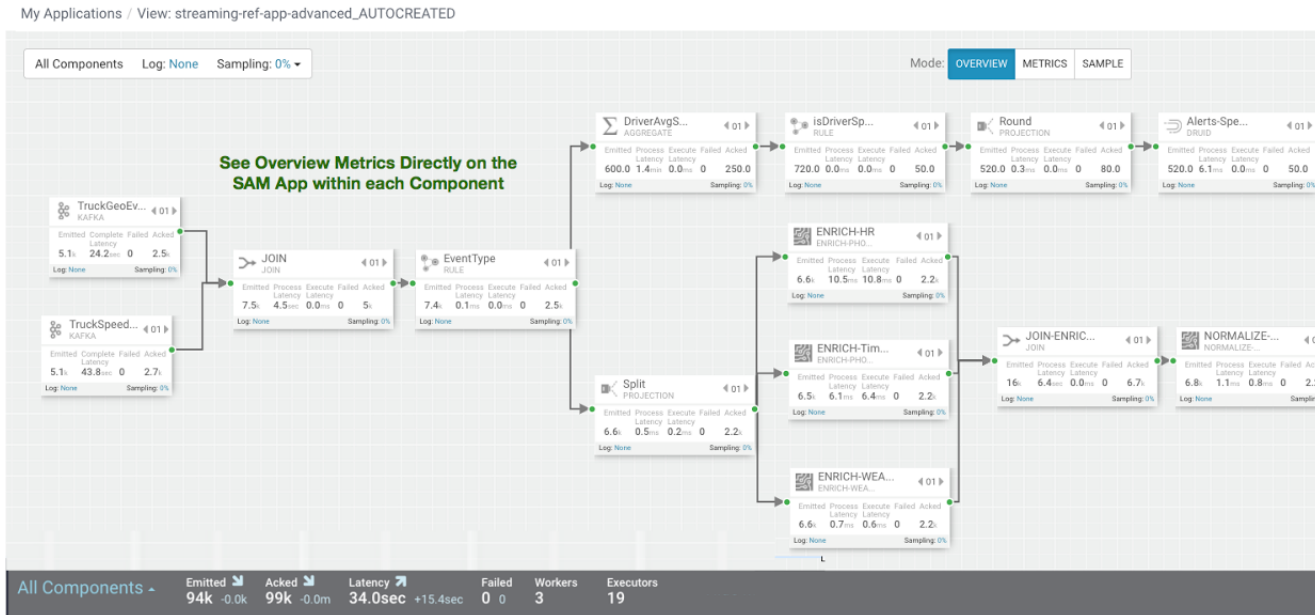 My Applications / View: streaming-ref-app-advanced_AUTOCREATED
All Components Log: None Sampling: 0%
Mode: OVERVIEW METRICS SAMPLE
See Overview Metrics Directly on the
SAM App within each Component
TruckGeoEv... 01
KAFKA
Emitted Complete Latency Failed Acked
5.1k 24.2sec 0 2.5k
Log: None Sampling: 0%
TruckSpeed... 01
KAFKA
Emitted Complete Latency Failed Acked
5.1k 43.8sec 0 2.7k
Log: None Sampling: 0%
JOIN 01
JOIN
Emitted Process Latency Execute Latency Failed Acked
7.5k 4.5sec 0.0ms 0 5k
Log: None Sampling: 0%
EventType 01
RULE
Emitted Process Latency Execute Latency Failed Acked
7.4k 0.1ms 0.0ms 0 2.5k
Log: None Sampling: 0%
DriverAvgS... 01
AGGREGATE
Emitted Process Latency Execute Latency Failed Acked
600.0 1.4min 0.0ms 0 250.0
Log: None Sampling: 0%
isDriverSp... 01
RULE
Emitted Process Latency Execute Latency Failed Acked
720.0 0.0ms 0.0ms 0 50.0
Log: None Sampling: 0%
Round 01
PROJECTION
Emitted Process Latency Execute Latency Failed Acked
520.0 0.3ms 0.0ms 0 80.0
Log: None Sampling: 0%
Alerts-Spe... 01
DRUID
Emitted Process Latency Execute Latency Failed Acked
520.0 6.1ms 0.0ms 0 50.0
Log: None Sampling: 0%
Split 01
PROJECTION
Emitted Process Latency Execute Latency Failed Acked
6.6k 0.5ms 0.2ms 0 2.2k
Log: None Sampling: 0%
ENRICH-HR 01
ENRICH-PHO...
Emitted Process Latency Execute Latency Failed Acked
6.6k 10.5ms 10.8ms 0 2.2k
Log: None Sampling: 0%
ENRICH-Tim... 01
ENRICH-PHO...
Emitted Process Latency Execute Latency Failed Acked
6.5k 6.1ms 6.4ms 0 2.2k
Log: None Sampling: 0%
ENRICH-WEA... 01
ENRICH-WEA...
Emitted Process Latency Execute Latency Failed Acked
6.6k 0.7ms 0.6ms 0 2.2k
Log: None Sampling: 0%
L
JOIN-ENRIC... 01
JOIN
Emitted Process Latency Execute Latency Failed Acked
16k 6.4sec 0.0ms 0 6.7k
Log: None Sampling: 0%
NORMALIZE-...
NORMALIZE-...
Emitted Process Latency Execute Latency Failed
6.8k 1.1ms 0.8ms 0
Log: None
All Components
Emitted Acked Latency Failed Workers Executors
94k -0.0k 99k -0.0m 34.0sec +15.4sec 0 0 3 19